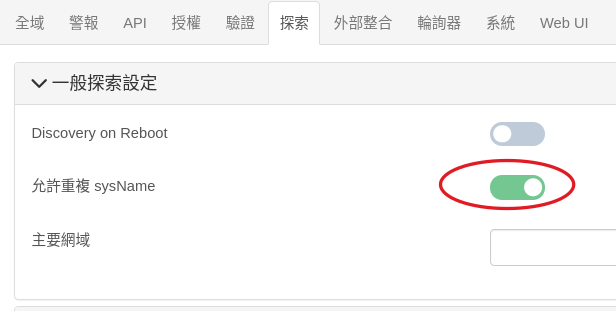 全域 警報 API 授權 驗證 探索 外部整合 輪詢器 系統 Web UI
一般探索設定
Discovery on Reboot
允許重複 sysName
主要網域